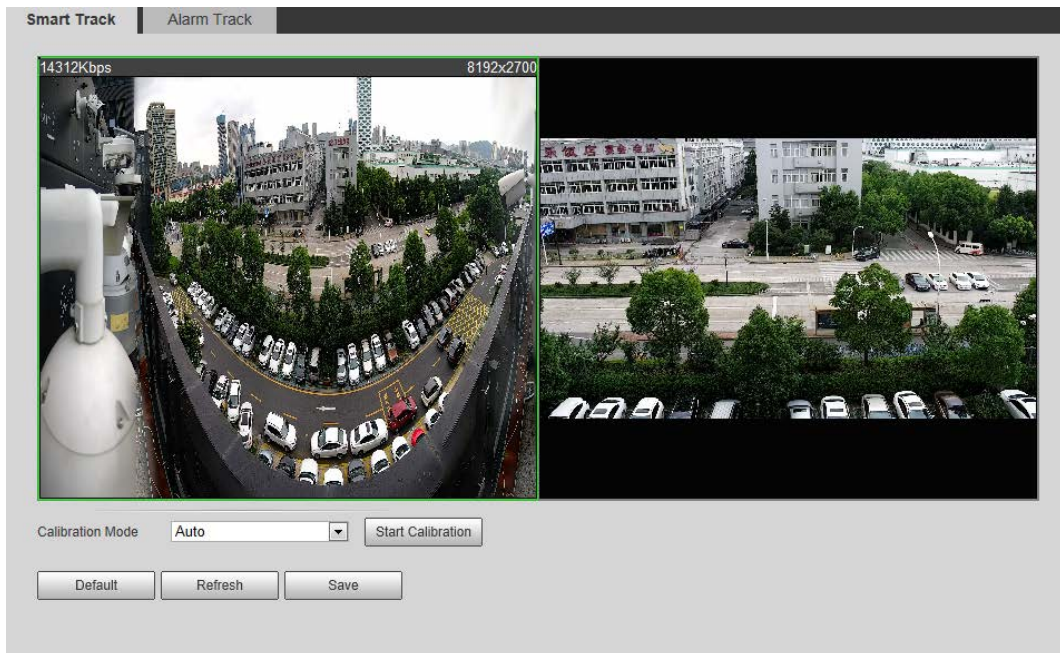 Smart Track Alarm Track
14312Kbps 8192x2700
Calibration Mode Auto Start Calibration
Default Refresh Save